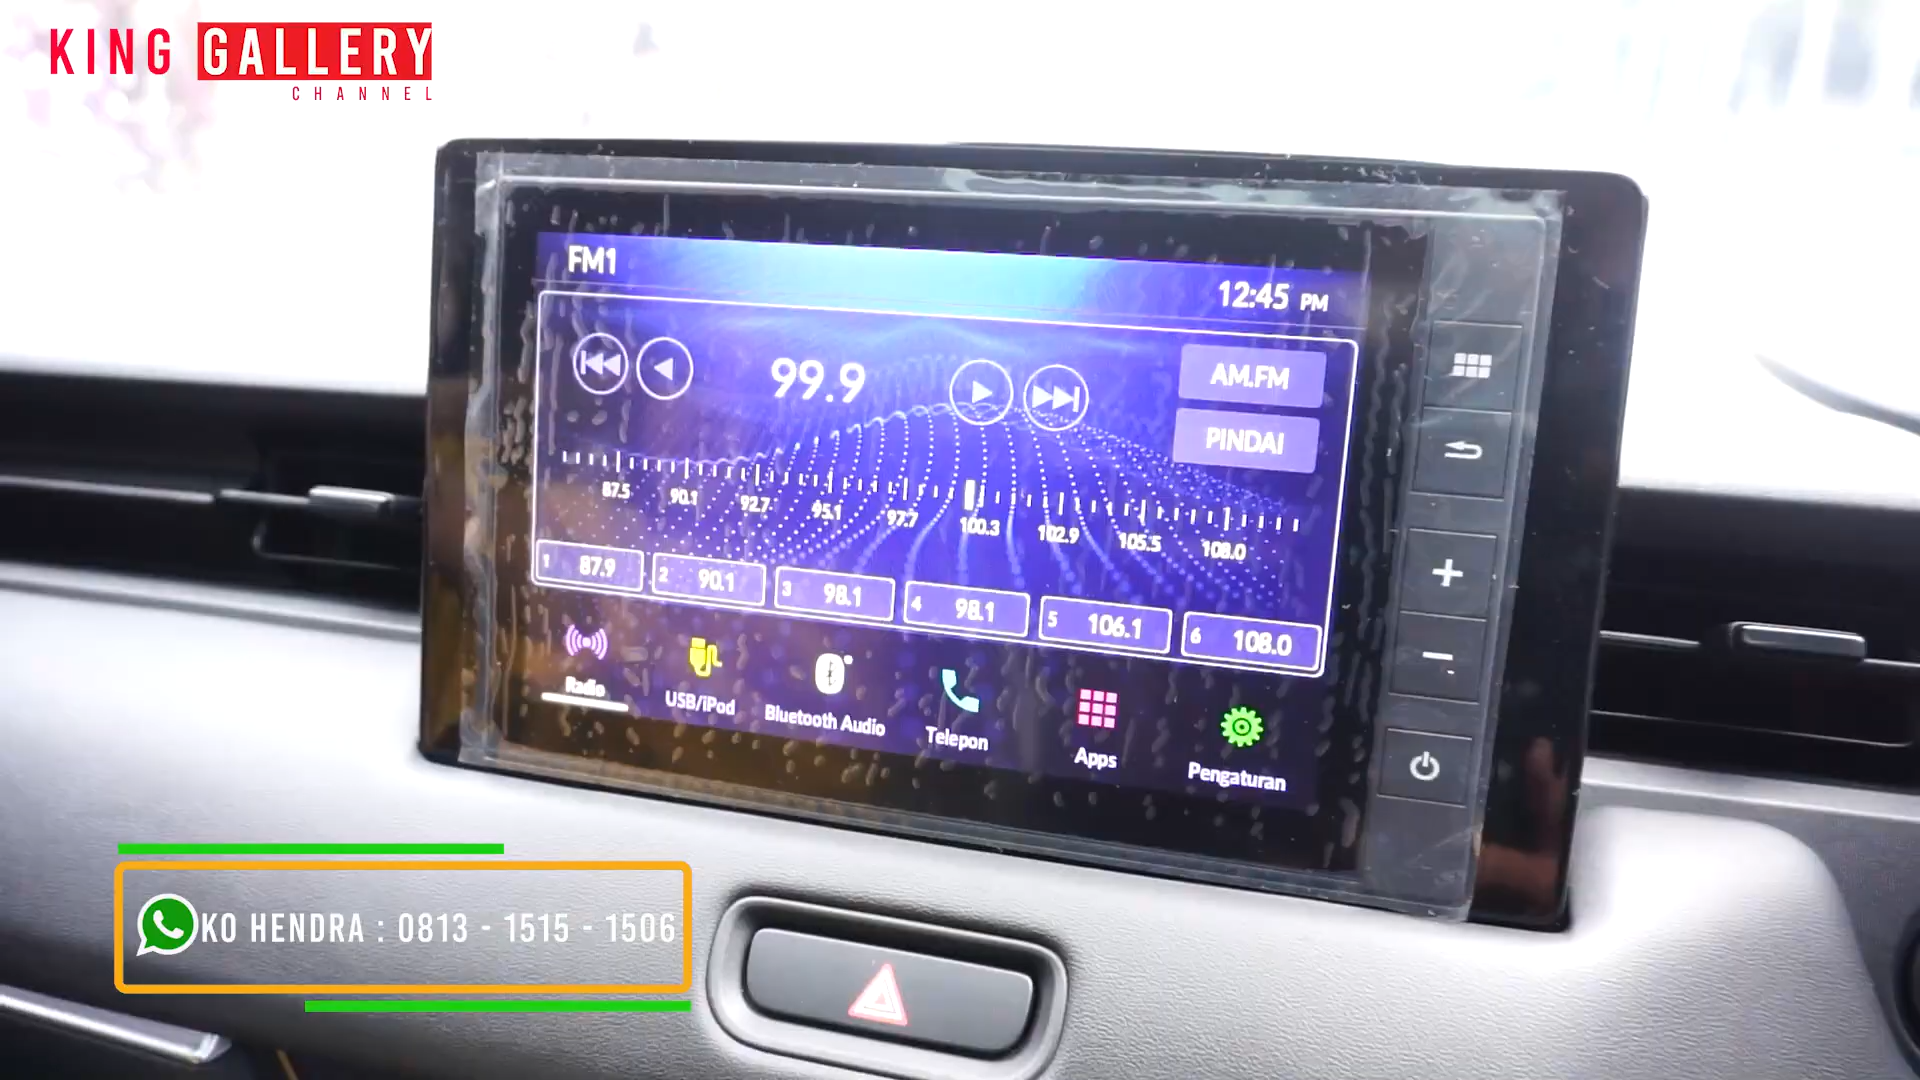 KING GALLERY
CHANNEL
FM1
12:45 PM
99.9
AM.FM
PINDAI
87.5 90.1 92.7 95.1 97.7 100.3 102.9 105.5 108.0
1 87.9
2 90.1
3 98.1
4 98.1
5 106.1
6 108.0
Radio
USB/iPod
Bluetooth Audio
Telepon
Apps
Pengaturan
KO HENDRA : 0813 - 1515 - 1506